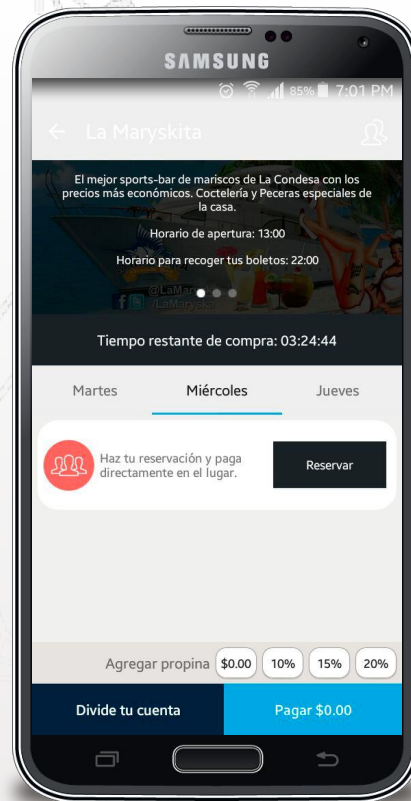 SAMSUNG
85% 7:01 PM
La Maryskita
El mejor sports-bar de mariscos de La Condesa con los
precios más económicos. Coctelería y Peceras especiales de
la casa.
Horario de apertura: 13:00
Horario para recoger tus boletos: 22:00
Tiempo restante de compra: 03:24:44
Martes Miércoles Jueves
Haz tu reservación y paga
directamente en el lugar.
Reservar
Agregar propina $0.00 10% 15% 20%
Divide tu cuenta Pagar $0.00